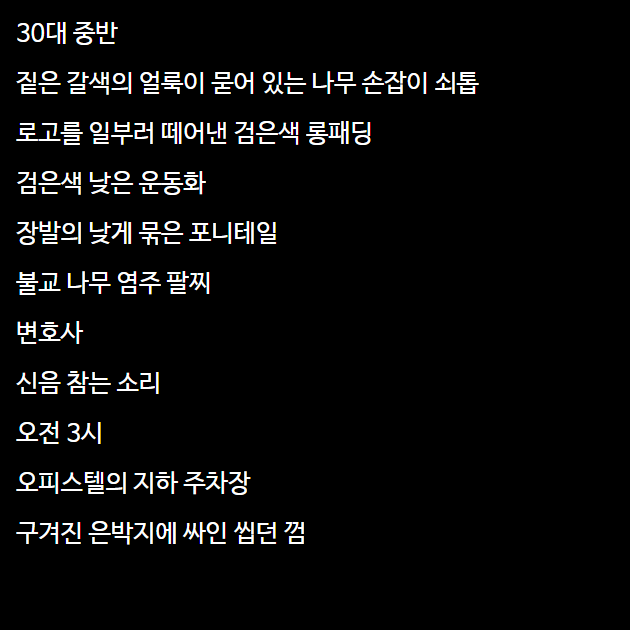 30대 중반
짙은 갈색의 얼룩이 묻어 있는 나무 손잡이 쇠톱
로고를 일부러 떼어낸 검은색 롱패딩
검은색 낮은 운동화
장발의 낮게 묶은 포니테일
불교 나무 염주 팔찌
변호사
신음 참는 소리
오전 3시
오피스텔의 지하 주차장
구겨진 은박지에 싸인 씹던 껌